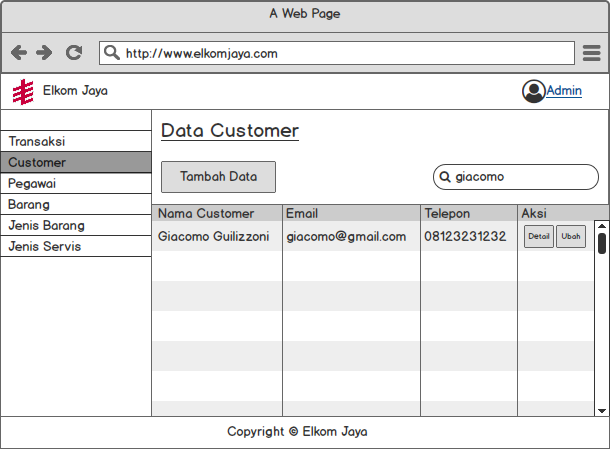 A Web Page
http://www.elkomjaya.com
Elkom Jaya
Admin
Transaksi
Customer
Pegawai
Barang
Jenis Barang
Jenis Servis
Data Customer
Tambah Data
giacomo
Nama Customer Email Telepon Aksi
Giacomo Guilizzoni giacomo@gmail.com 08123231232 Detail Ubah
Copyright © Elkom Jaya